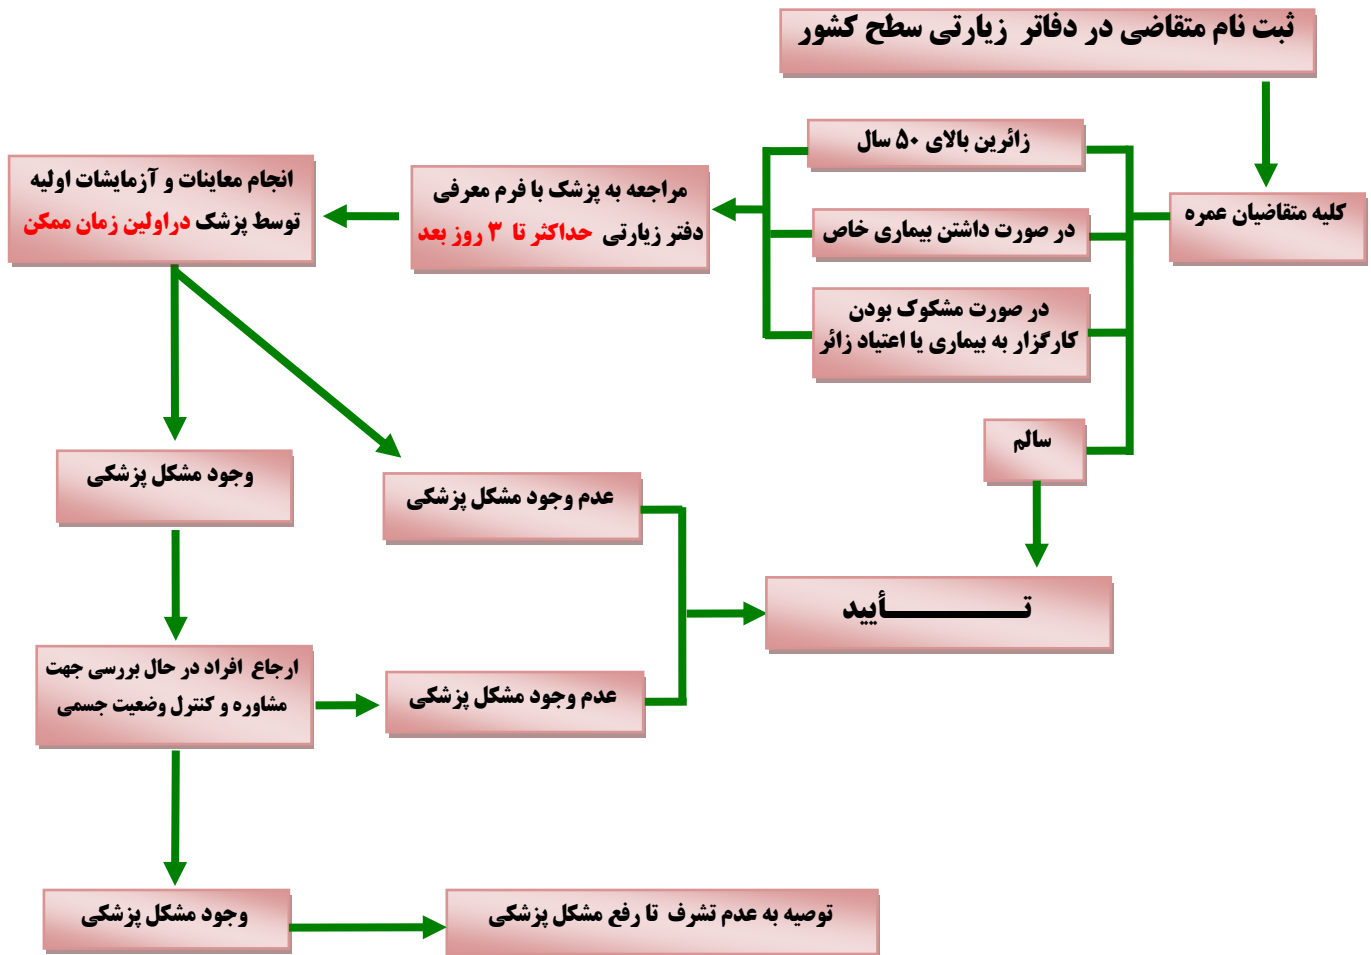 ثبت نام متقاضی در دفاتر زیارتی سطح کشور
کلیه متقاضیان عمره
زائرین بالای ۵۰ سال
در صورت داشتن بیماری خاص
در صورت مشکوک بودن
کارگزار به بیماری یا اعتیاد زائر
سالم
مراجعه به پزشک با فرم معرفی
دفتر زیارتی حداکثر تا ۳ روز بعد
انجام معاینات و آزمایشات اولیه
توسط پزشک دراولین زمان ممکن
وجود مشکل پزشکی
عدم وجود مشکل پزشکی
تـــــــــــــأیید
ارجاع افراد در حال بررسی جهت
مشاوره و کنترل وضعیت جسمی
عدم وجود مشکل پزشکی
وجود مشکل پزشکی
توصیه به عدم تشرف تا رفع مشکل پزشکی